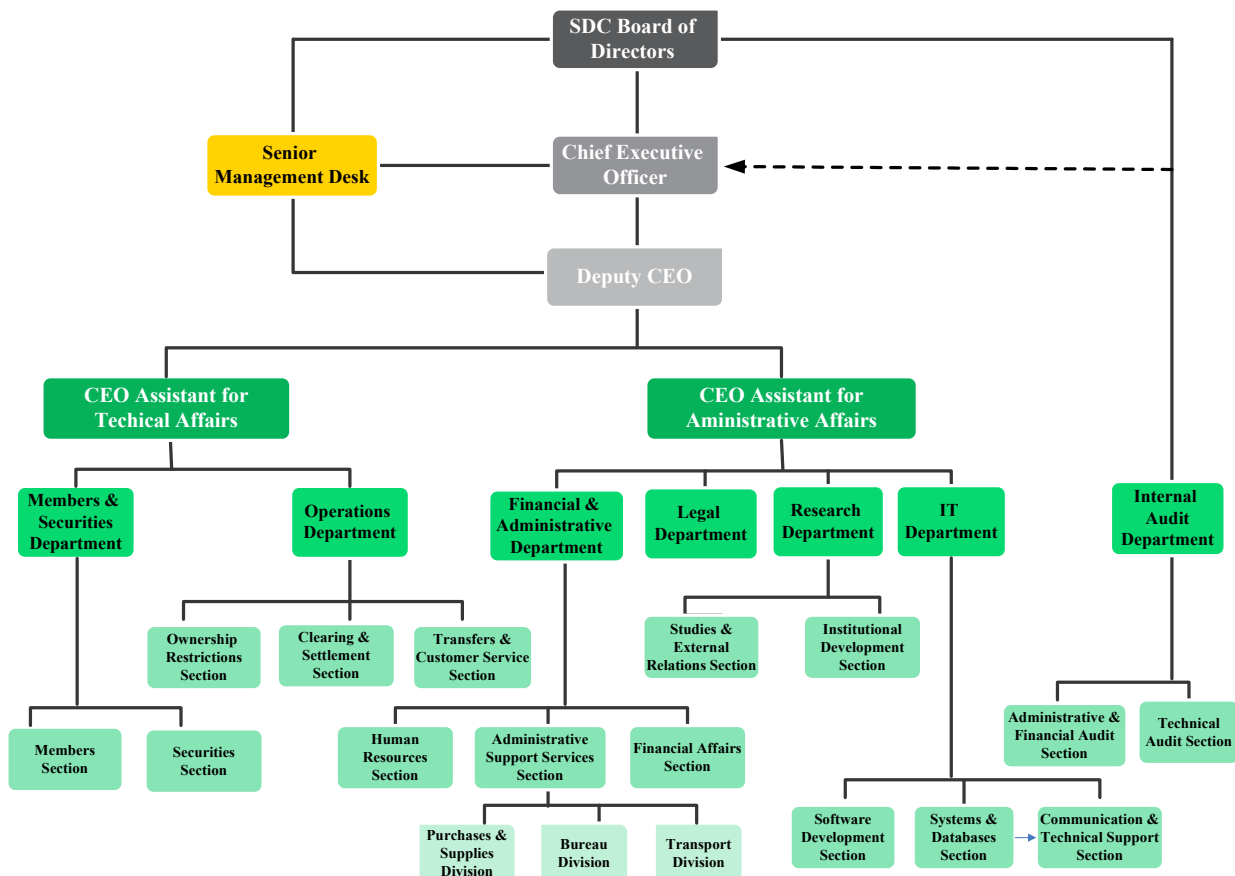 SDC Board of
Directors
Senior
Management Desk
Chief Executive
Officer
Deputy CEO
CEO Assistant for
Techical Affairs
CEO Assistant for
Aministrative Affairs
Members &
Securities
Department
Operations
Department
Financial &
Administrative
Department
Legal
Department
Research
Department
IT
Department
Internal
Audit
Department
Ownership
Restrictions
Section
Clearing &
Settlement
Section
Transfers &
Customer Service
Section
Studies &
External
Relations Section
Institutional
Development
Section
Members
Section
Securities
Section
Human
Resources
Section
Administrative
Support Services
Section
Financial Affairs
Section
Administrative &
Financial Audit
Section
Technical
Audit Section
Purchases &
Supplies
Division
Bureau
Division
Transport
Division
Software
Development
Section
Systems &
Databases
Section
Communication &
Technical Support
Section